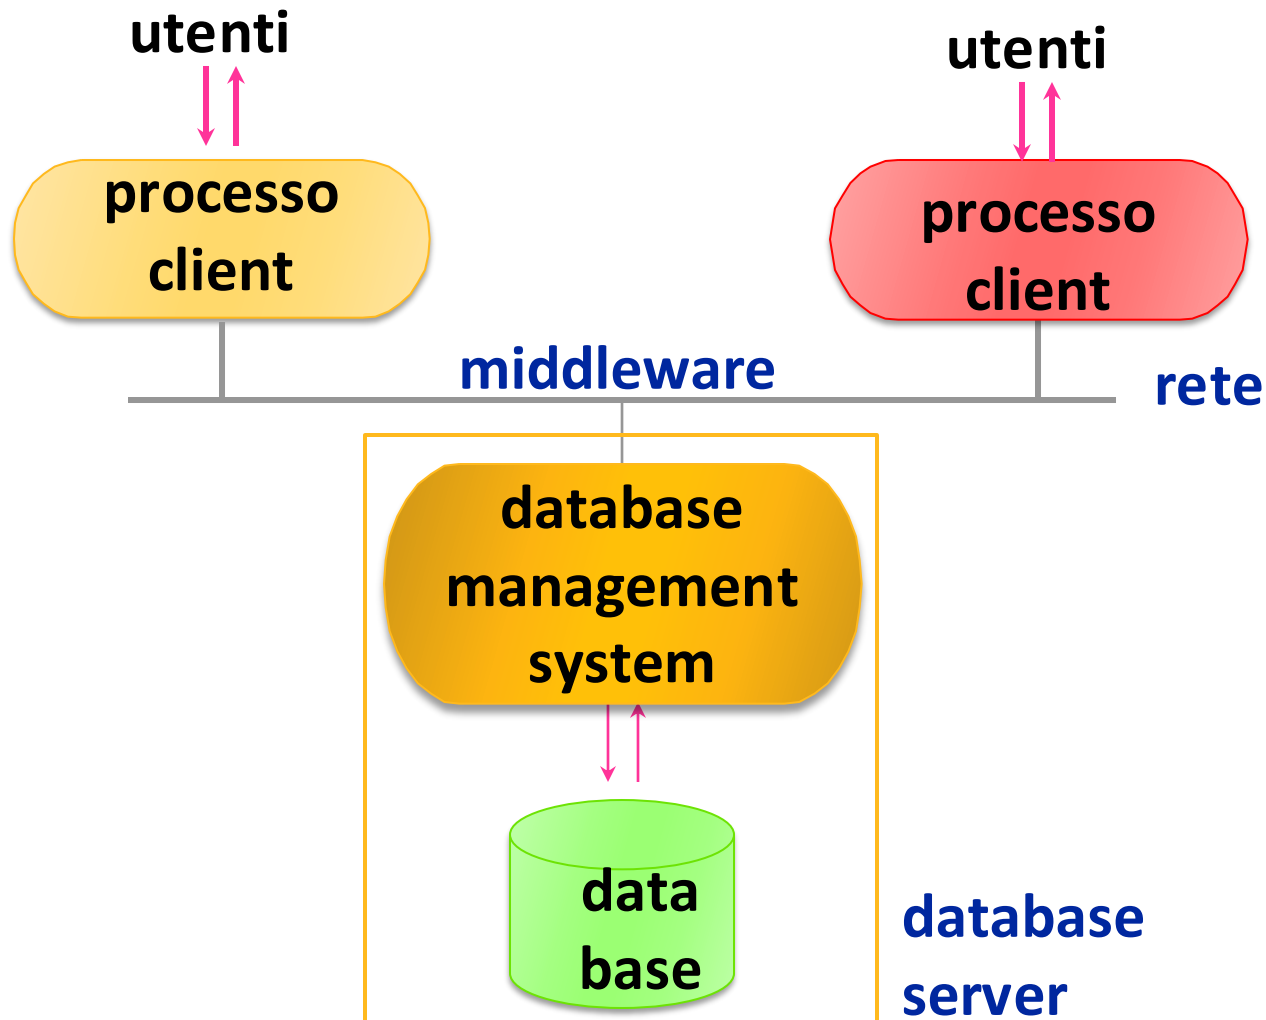 utenti
utenti
processo
client
processo
client
middleware
rete
database
management
system
data
base
database
server